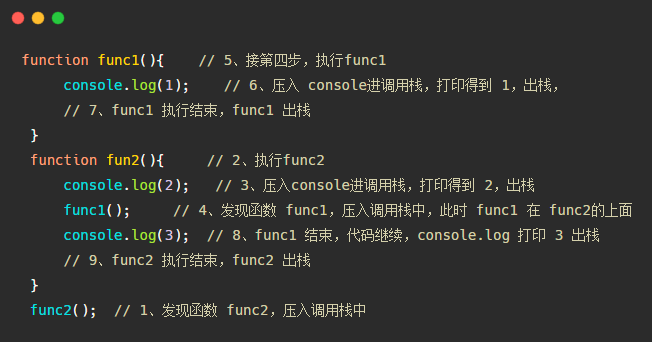 function func1(){    // 5、接第四步，执行func1
     console.log(1);    // 6、压入 console进调用栈，打印得到 1，出栈，
     // 7、func1 执行结束，func1 出栈
 }
 function fun2(){     // 2、执行func2
     console.log(2);   // 3、压入console进调用栈，打印得到 2，出栈
     func1();     // 4、发现函数 func1，压入调用栈中，此时 func1 在 func2的上面
     console.log(3);  // 8、func1 结束，代码继续，console.log 打印 3 出栈
     // 9、func2 执行结束，func2 出栈
 }
 func2();  // 1、发现函数 func2，压入调用栈中